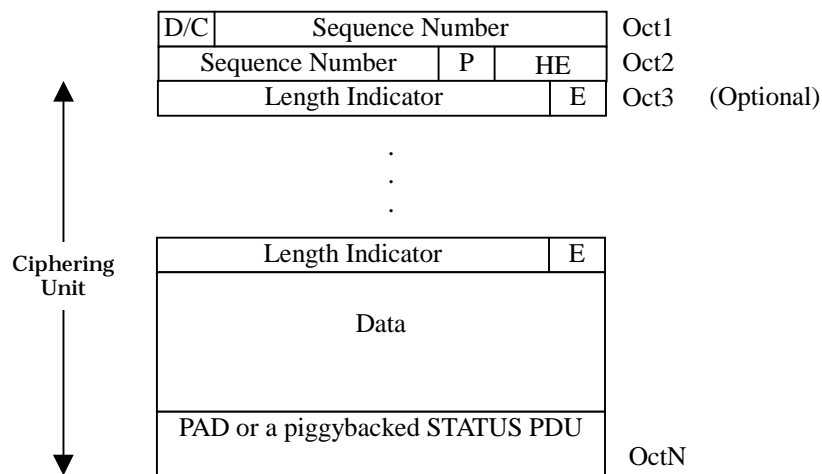 D/C Sequence Number Oct1
Sequence Number P HE Oct2
Length Indicator E Oct3 (Optional)
.
.
.
Length Indicator E
Ciphering
Unit
Data
PAD or a piggybacked STATUS PDU
OctN